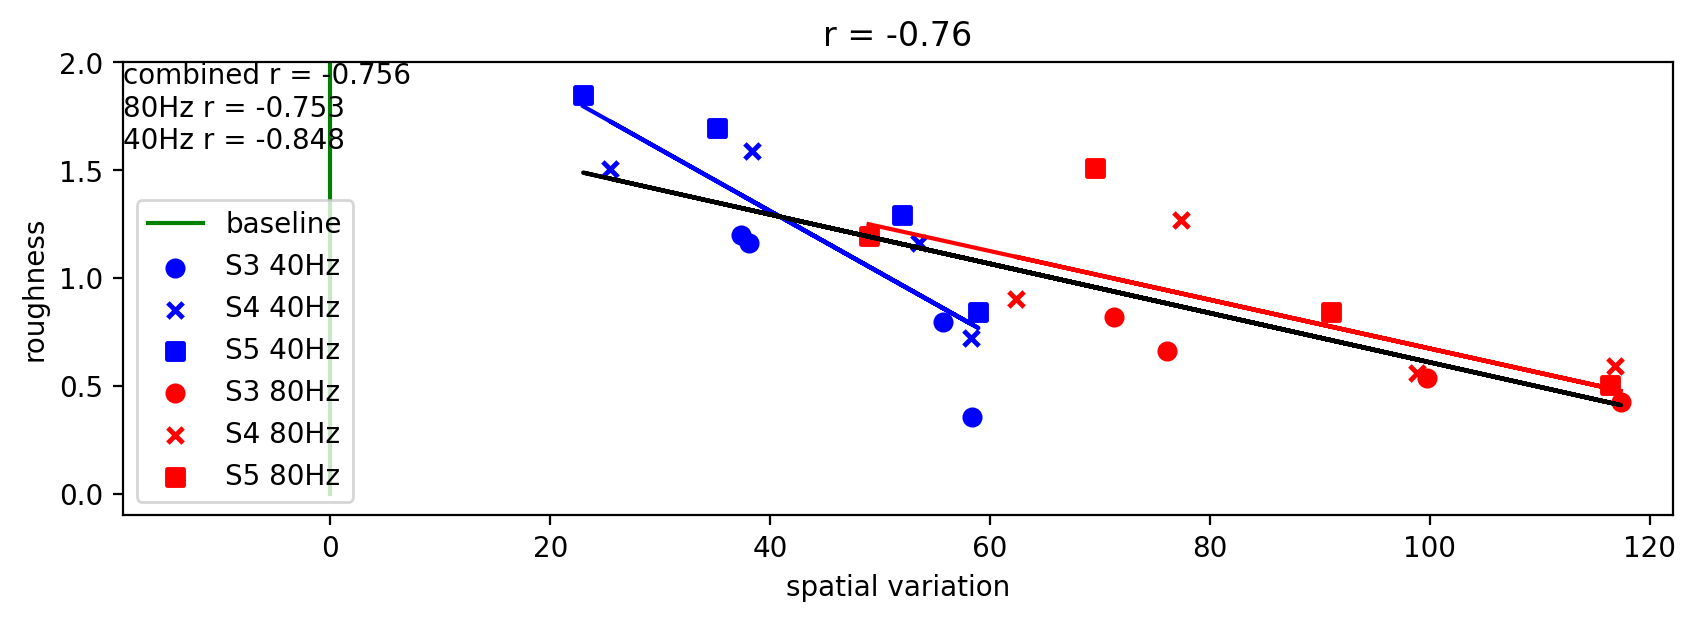 r = -0.76
combined r = -0.756
80Hz r = -0.753
40Hz r = -0.848
2.0
1.5
1.0
0.5
0.0
roughness
baseline
S3 40Hz
S4 40Hz
S5 40Hz
S3 80Hz
S4 80Hz
S5 80Hz
0 20 40 60 80 100 120
spatial variation